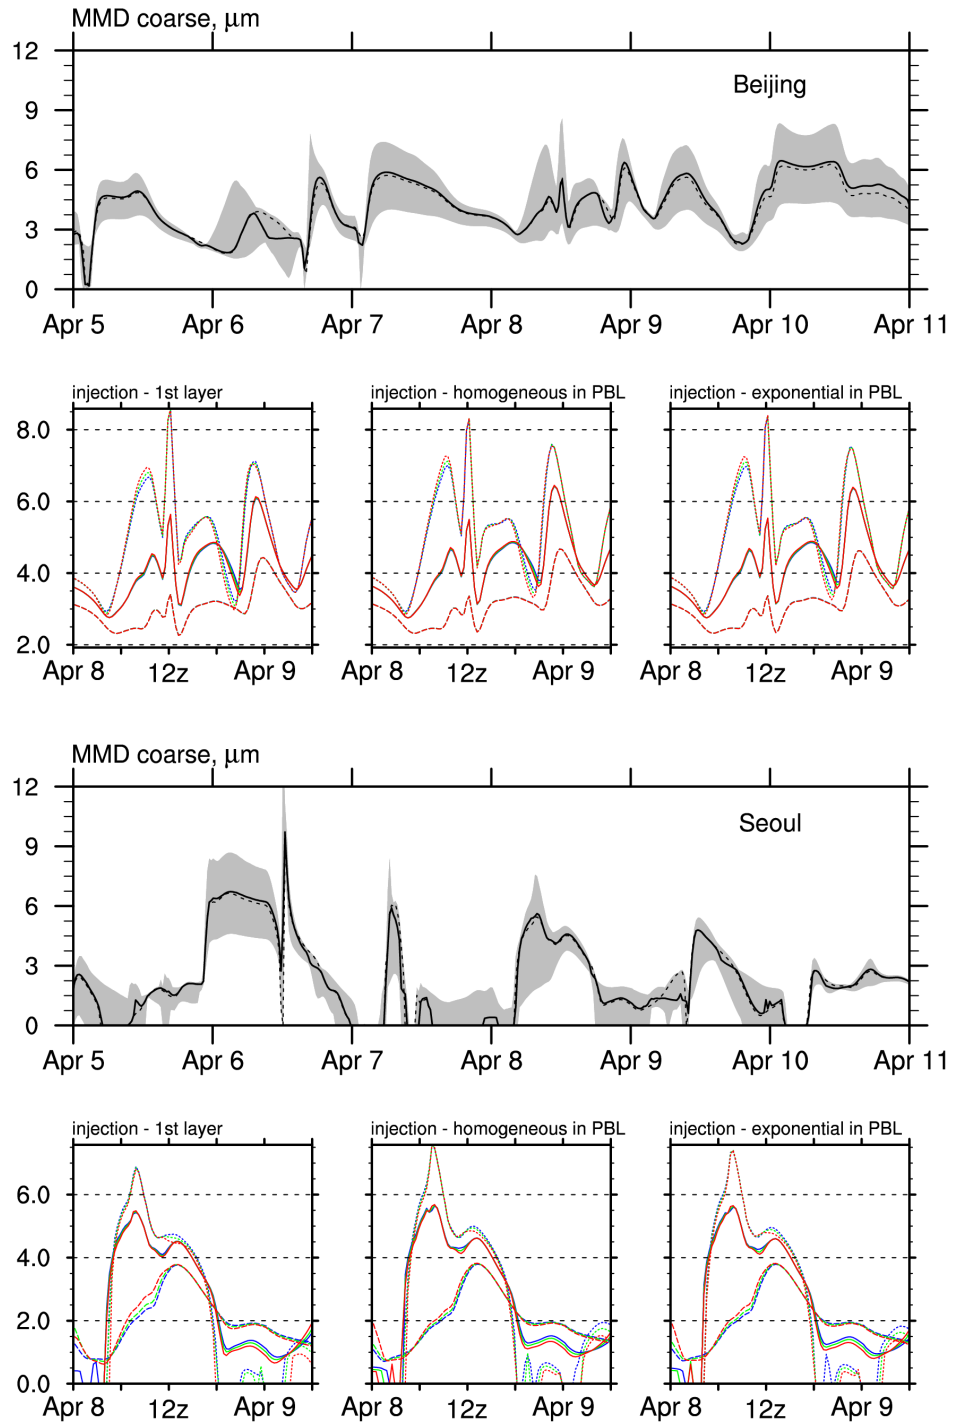 MMD coarse, μm
12
9
6
3
0
Beijing
Apr 5 Apr 6 Apr 7 Apr 8 Apr 9 Apr 10 Apr 11
injection - 1st layer injection - homogeneous in PBL injection - exponential in PBL
8.0
6.0
4.0
2.0
Apr 8 12z Apr 9 Apr 8 12z Apr 9 Apr 8 12z Apr 9
MMD coarse, μm
12
9
6
3
0
Seoul
Apr 5 Apr 6 Apr 7 Apr 8 Apr 9 Apr 10 Apr 11
injection - 1st layer injection - homogeneous in PBL injection - exponential in PBL
6.0
4.0
2.0
0.0
Apr 8 12z Apr 9 Apr 8 12z Apr 9 Apr 8 12z Apr 9